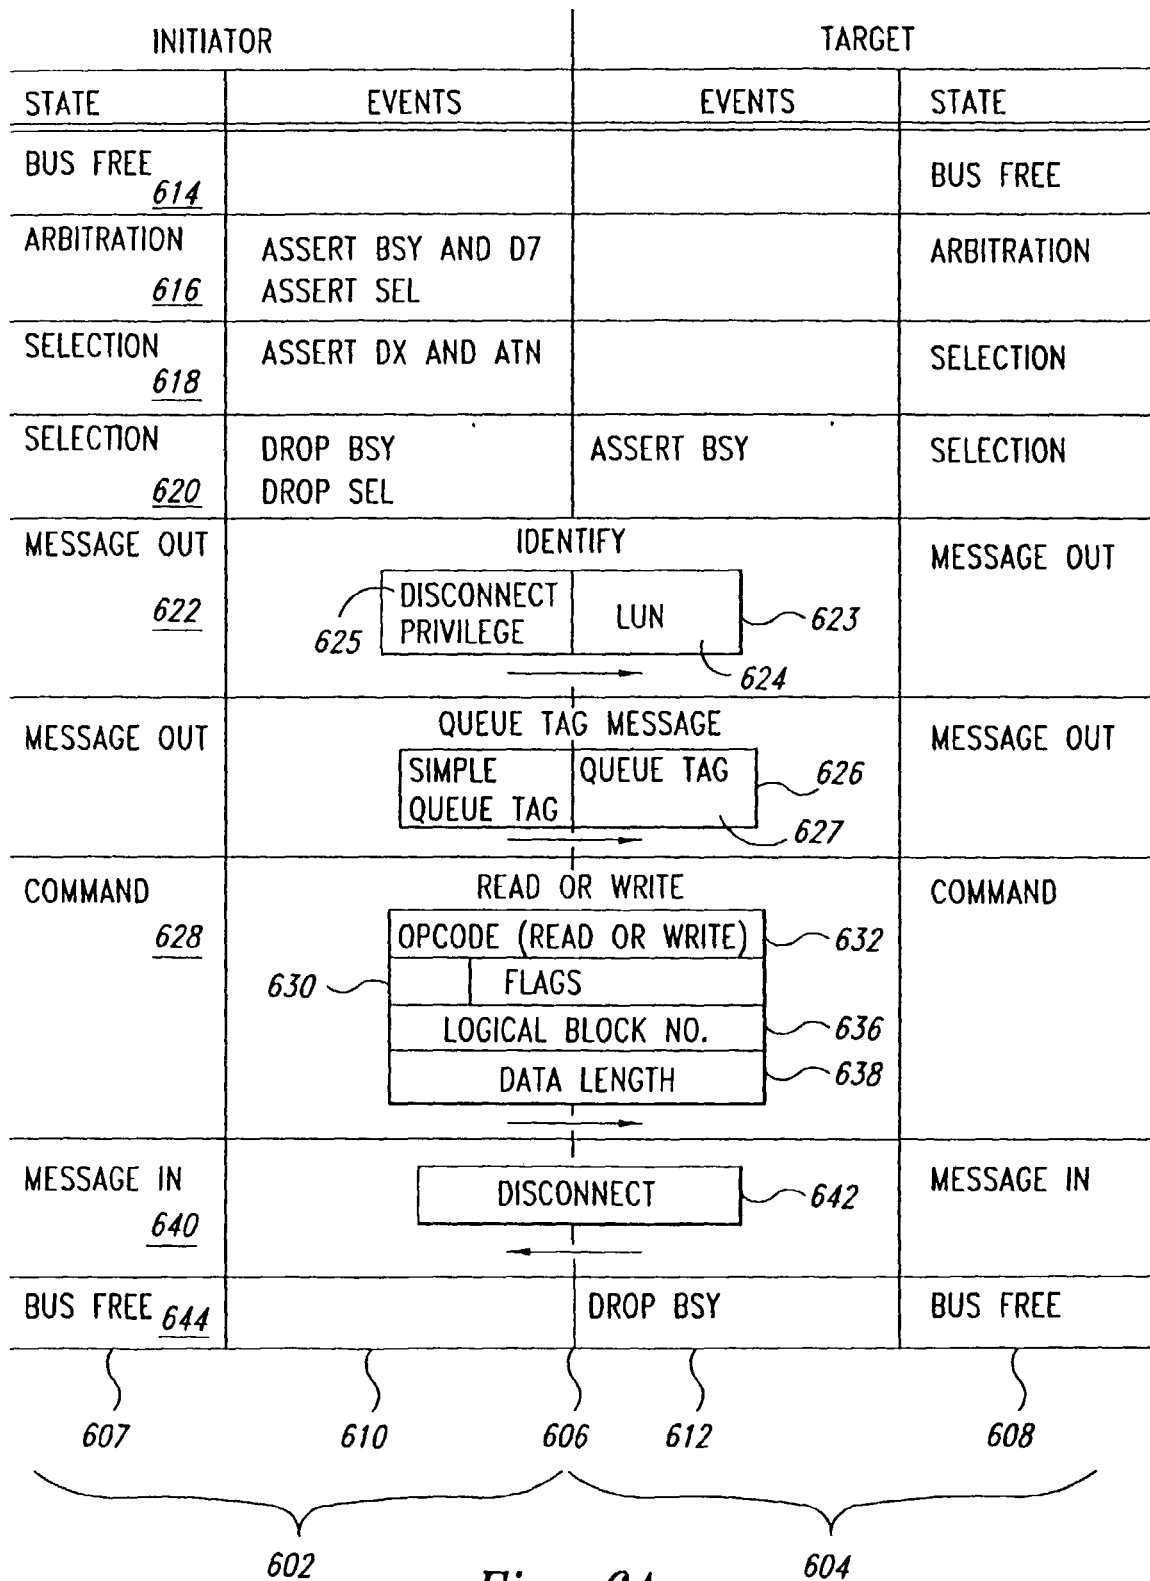 INITIATOR
TARGET
STATE
EVENTS
EVENTS
STATE
BUS FREE
614
BUS FREE
ARBITRATION
616
ASSERT BSY AND D7
ASSERT SEL
ARBITRATION
SELECTION
618
ASSERT DX AND ATN
SELECTION
SELECTION
620
DROP BSY
DROP SEL
ASSERT BSY
SELECTION
MESSAGE OUT
622
IDENTIFY
DISCONNECT
PRIVILEGE
LUN
623
625
624
MESSAGE OUT
MESSAGE OUT
QUEUE TAG MESSAGE
SIMPLE
QUEUE TAG
QUEUE TAG
626
627
MESSAGE OUT
COMMAND
628
READ OR WRITE
OPCODE (READ OR WRITE)
632
630
FLAGS
LOGICAL BLOCK NO.
636
DATA LENGTH
638
COMMAND
MESSAGE IN
640
DISCONNECT
642
MESSAGE IN
BUS FREE
644
DROP BSY
BUS FREE
607
610
606
612
608
602
604